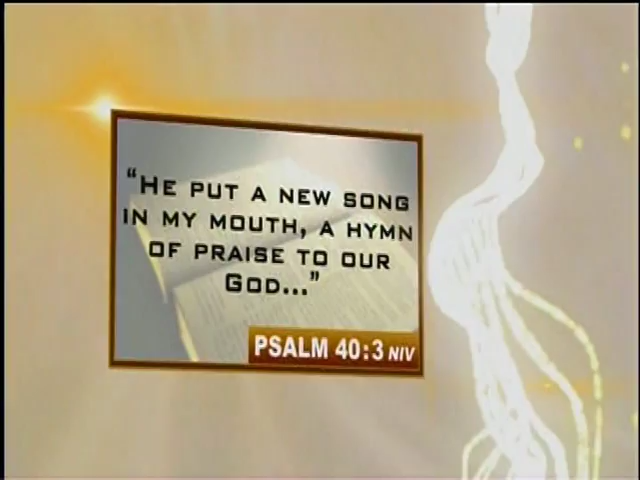 “HE PUT A NEW SONG
IN MY MOUTH, A HYMN
OF PRAISE TO OUR
GOD...”
PSALM 40:3 NIV